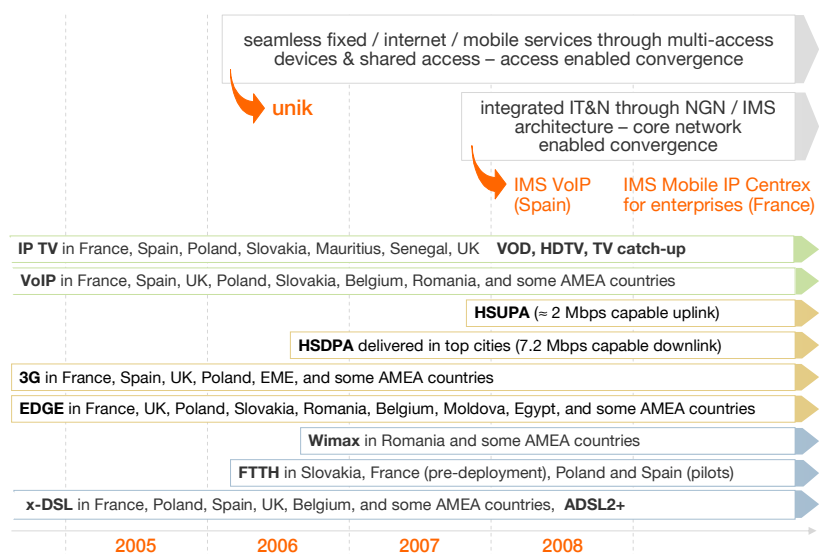 seamless fixed / internet / mobile services through multi-access
devices & shared access – access enabled convergence
unik
integrated IT&N through NGN / IMS
architecture – core network
enabled convergence
IMS VoIP
(Spain)
IMS Mobile IP Centrex
for enterprises (France)
IP TV in France, Spain, Poland, Slovakia, Mauritius, Senegal, UK VOD, HDTV, TV catch-up
VoIP in France, Spain, UK, Poland, Slovakia, Belgium, Romania, and some AMEA countries
HSUPA (≈ 2 Mbps capable uplink)
HSDPA delivered in top cities (7.2 Mbps capable downlink)
3G in France, Spain, UK, Poland, EME, and some AMEA countries
EDGE in France, UK, Poland, Slovakia, Romania, Belgium, Moldova, Egypt, and some AMEA countries
Wimax in Romania and some AMEA countries
FTTH in Slovakia, France (pre-deployment), Poland and Spain (pilots)
x-DSL in France, Poland, Spain, UK, Belgium, and some AMEA countries, ADSL2+
2005 2006 2007 2008